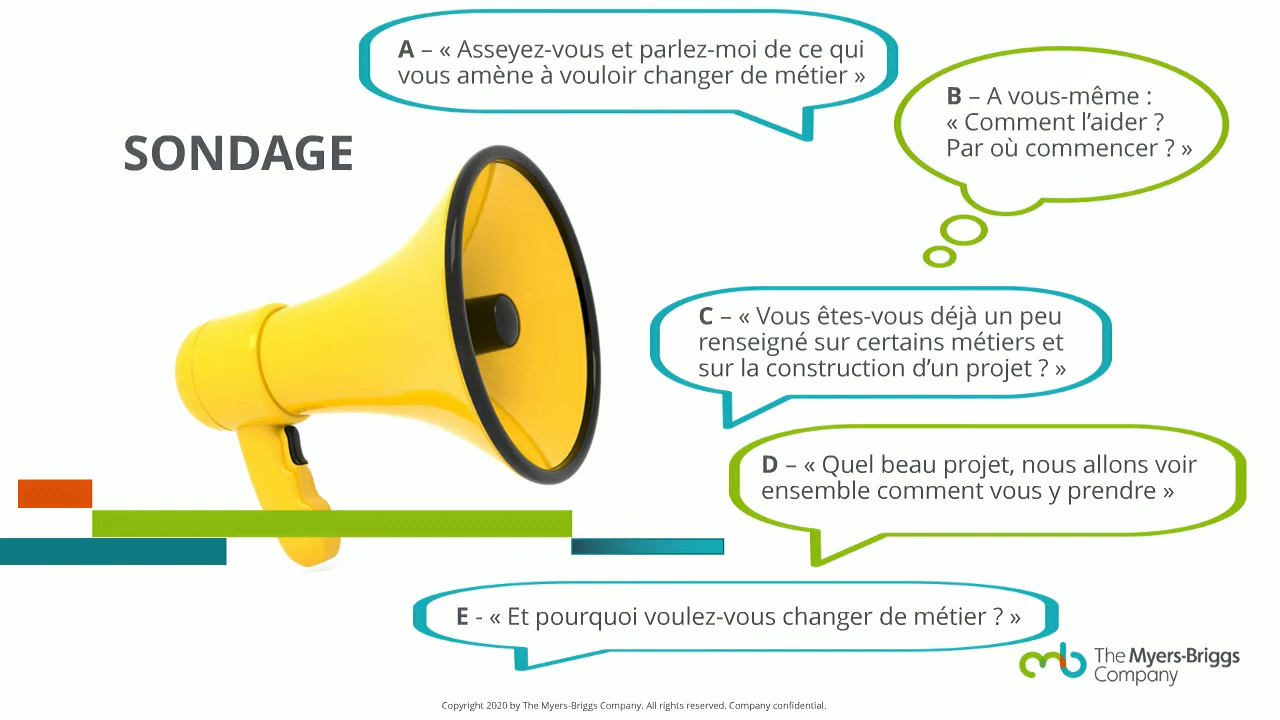 SONDAGE
A – « Asseyez-vous et parlez-moi de ce qui
vous amène à vouloir changer de métier »
B – A vous-même :
« Comment l’aider ?
Par où commencer ? »
C – « Vous êtes-vous déjà un peu
renseigné sur certains métiers et
sur la construction d’un projet ? »
D – « Quel beau projet, nous allons voir
ensemble comment vous y prendre »
E - « Et pourquoi voulez-vous changer de métier ? »
The Myers-Briggs
Company
Copyright 2020 by The Myers-Briggs Company. All rights reserved. Company confidential.